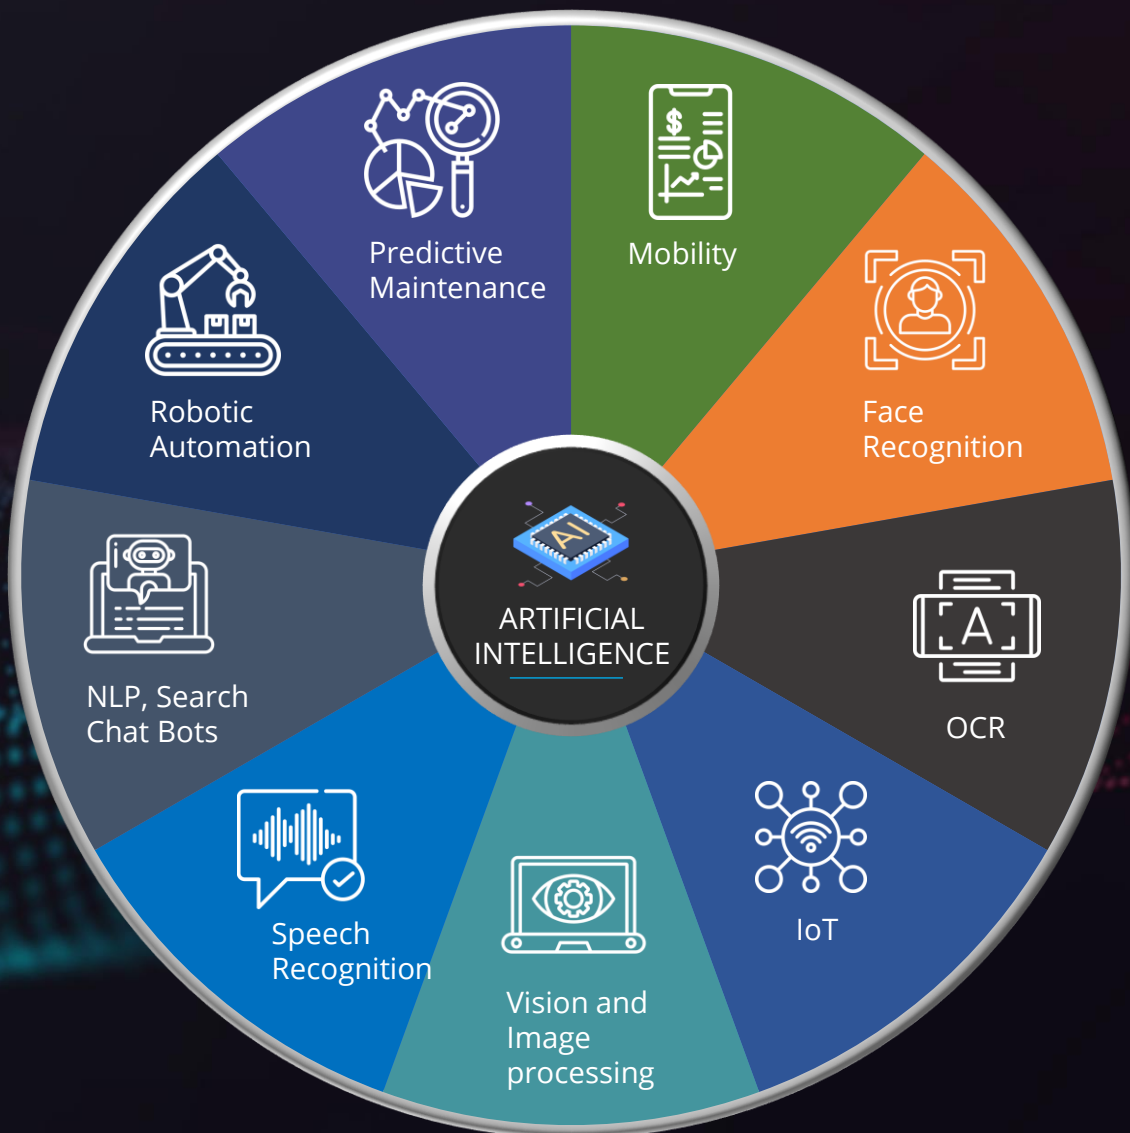 Predictive
Maintenance
$
Mobility
Face
Recognition
A
OCR
IoT
Vision and
Image
processing
Speech
Recognition
NLP, Search
Chat Bots
Robotic
Automation
AI
ARTIFICIAL
INTELLIGENCE